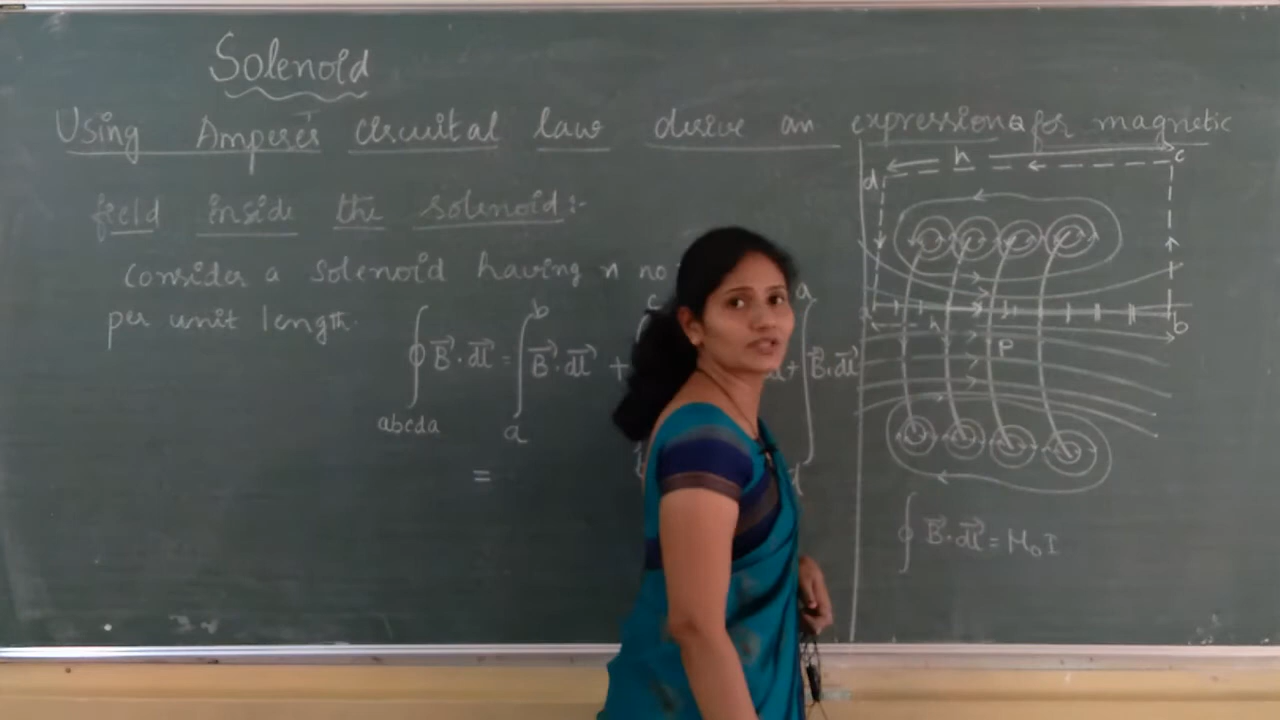 Solenoid
Using Ampere's circuital law derive an expression for magnetic
field inside the solenoid:-
Consider a solenoid having n no
per unit length.
∮ B⃗·dl⃗ = ∫ B⃗·dl⃗ +
abcda
b
a
c
a
+ ∫ B⃗·dl⃗
=
h
c
d
b
h
P
∮ B⃗·dl⃗ = μ₀I